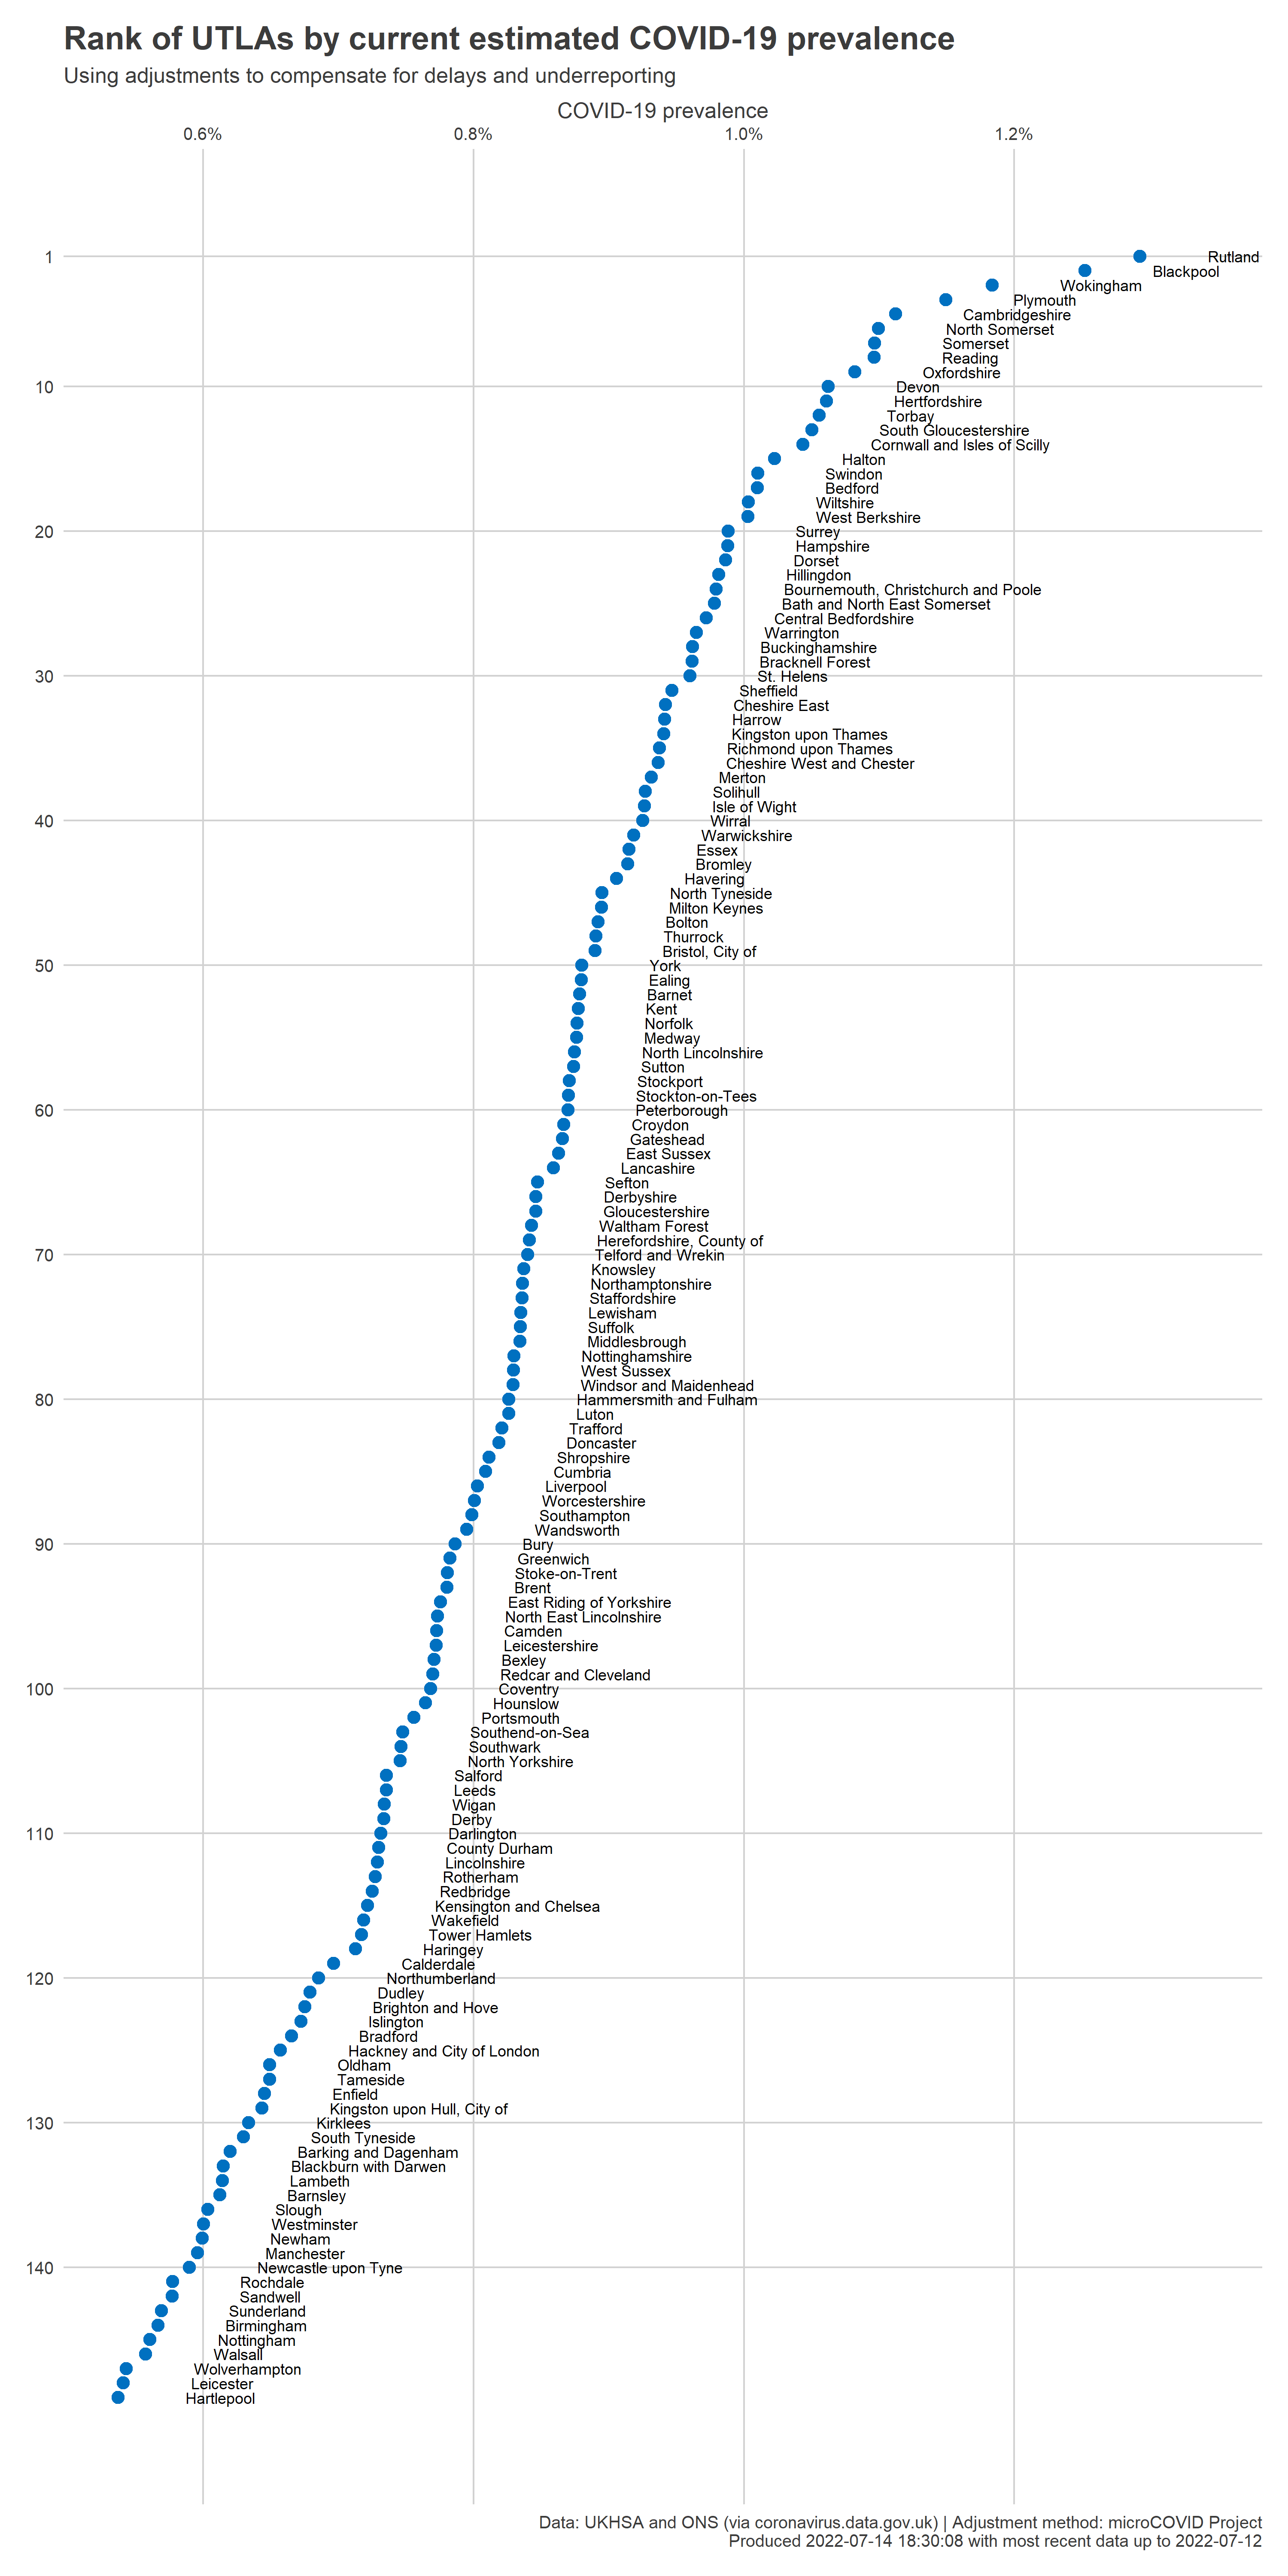 Rank of UTLAs by current estimated COVID-19 prevalence
Using adjustments to compensate for delays and underreporting
COVID-19 prevalence
0.6% 0.8% 1.0% 1.2%
1 Rutland
Blackpool
Wokingham
Plymouth
Cambridgeshire
North Somerset
Somerset
Reading
Oxfordshire
10 Devon
Hertfordshire
Torbay
South Gloucestershire
Cornwall and Isles of Scilly
Halton
Swindon
Bedford
Wiltshire
West Berkshire
20 Surrey
Hampshire
Dorset
Hillingdon
Bournemouth, Christchurch and Poole
Bath and North East Somerset
Central Bedfordshire
Warrington
Buckinghamshire
Bracknell Forest
30 St. Helens
Sheffield
Cheshire East
Harrow
Kingston upon Thames
Richmond upon Thames
Cheshire West and Chester
Merton
Solihull
Isle of Wight
40 Wirral
Warwickshire
Essex
Bromley
Havering
North Tyneside
Milton Keynes
Bolton
Thurrock
Bristol, City of
50 York
Ealing
Barnet
Kent
Norfolk
Medway
North Lincolnshire
Sutton
Stockport
Stockton-on-Tees
60 Peterborough
Croydon
Gateshead
East Sussex
Lancashire
Sefton
Derbyshire
Gloucestershire
Waltham Forest
Herefordshire, County of
70 Telford and Wrekin
Knowsley
Northamptonshire
Staffordshire
Lewisham
Suffolk
Middlesbrough
Nottinghamshire
West Sussex
Windsor and Maidenhead
80 Hammersmith and Fulham
Luton
Trafford
Doncaster
Shropshire
Cumbria
Liverpool
Worcestershire
Southampton
Wandsworth
90 Bury
Greenwich
Stoke-on-Trent
Brent
East Riding of Yorkshire
North East Lincolnshire
Camden
Leicestershire
Bexley
Redcar and Cleveland
100 Coventry
Hounslow
Portsmouth
Southend-on-Sea
Southwark
North Yorkshire
Salford
Leeds
Wigan
Derby
110 Darlington
County Durham
Lincolnshire
Rotherham
Redbridge
Kensington and Chelsea
Wakefield
Tower Hamlets
Haringey
Calderdale
120 Northumberland
Dudley
Brighton and Hove
Islington
Bradford
Hackney and City of London
Oldham
Tameside
Enfield
Kingston upon Hull, City of
130 Kirklees
South Tyneside
Barking and Dagenham
Blackburn with Darwen
Lambeth
Barnsley
Slough
Westminster
Newham
Manchester
140 Newcastle upon Tyne
Rochdale
Sandwell
Sunderland
Birmingham
Nottingham
Walsall
Wolverhampton
Leicester
Hartlepool
Data: UKHSA and ONS (via coronavirus.data.gov.uk) | Adjustment method: microCOVID Project
Produced 2022-07-14 18:30:08 with most recent data up to 2022-07-12